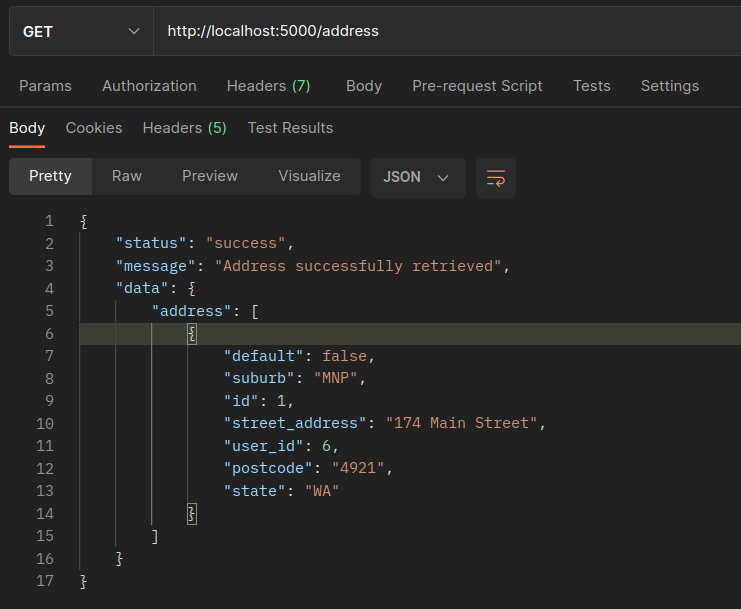 GET http://localhost:5000/address
Params Authorization Headers (7) Body Pre-request Script Tests Settings
Body Cookies Headers (5) Test Results
Pretty Raw Preview Visualize JSON
1 {
2 "status": "success",
3 "message": "Address successfully retrieved",
4 "data": {
5 "address": [
6 {
7 "default": false,
8 "suburb": "MNP",
9 "id": 1,
10 "street_address": "174 Main Street",
11 "user_id": 6,
12 "postcode": "4921",
13 "state": "WA"
14 }
15 ]
16 }
17 }